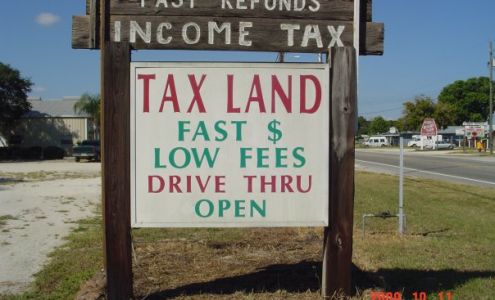 FAST REFUNDS
INCOME TAX
TAX LAND
FAST $
LOW FEES
DRIVE THRU
OPEN